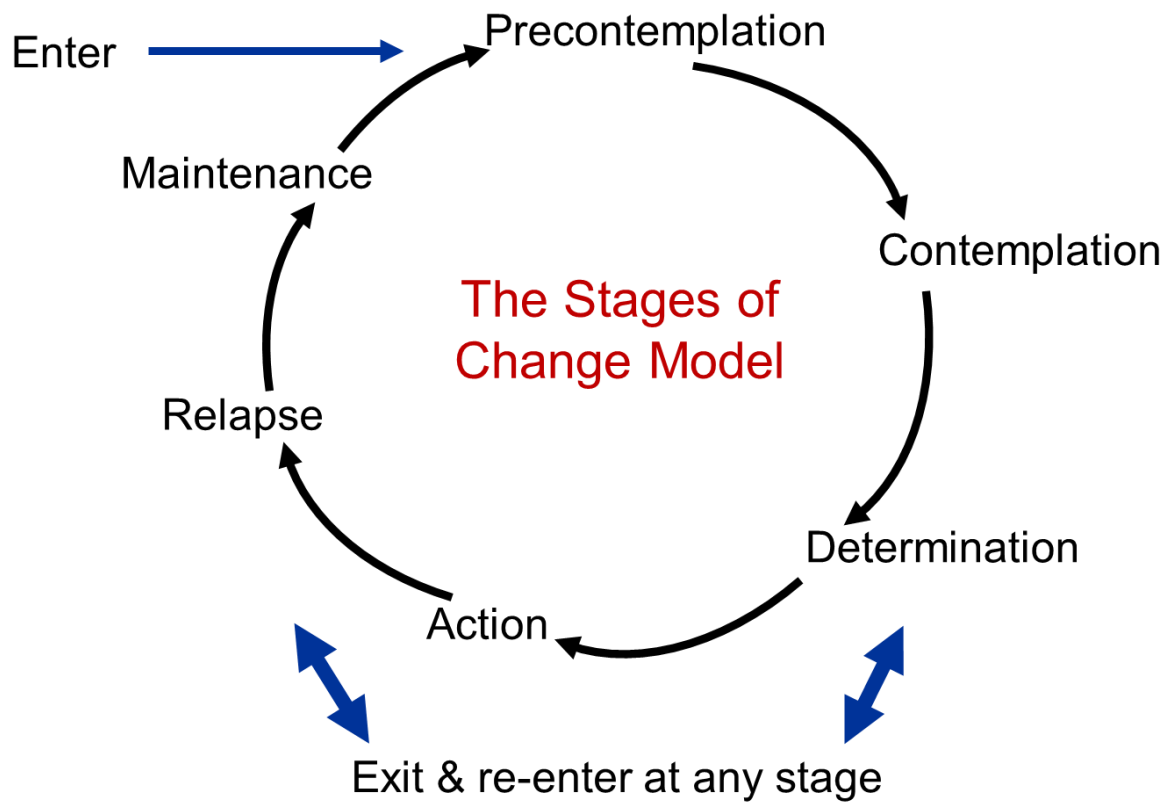 Enter
Precontemplation
Maintenance
Contemplation
The Stages of
Change Model
Relapse
Determination
Action
Exit & re-enter at any stage